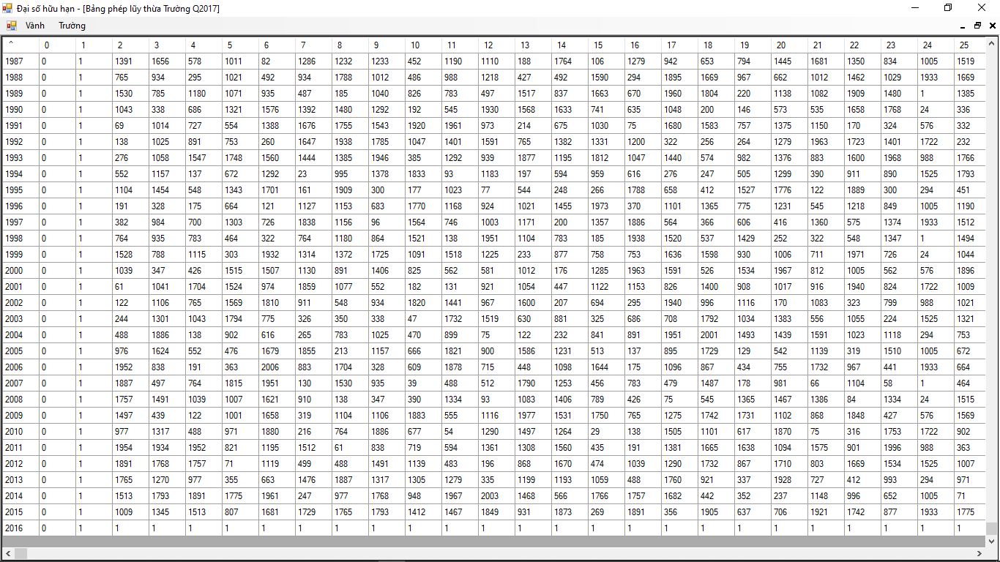 Đại số hữu hạn - [Bảng phép lũy thừa Trường Q2017]
Vành Trường
^ 0 1 2 3 4 5 6 7 8 9 10 11 12 13 14 15 16 17 18 19 20 21 22 23 24 25
1987 0 1 1391 1656 578 1011 82 1286 1232 1233 452 1190 1110 188 1764 106 1279 942 653 794 1445 1681 1350 834 1005 1519
1988 0 1 765 934 295 1021 492 934 1788 1012 486 988 1218 427 492 1590 294 1895 1669 967 662 1012 1462 1029 1933 1669
1989 0 1 1530 785 1180 1071 935 487 185 1040 826 783 497 1517 837 1663 670 1960 1804 220 1138 1082 1909 1480 1 1385
1990 0 1 1043 338 686 1321 1576 1392 1480 1292 192 545 1930 1568 1633 741 635 1048 200 146 573 535 1658 1768 24 336
1991 0 1 69 1014 727 554 1388 1676 1755 1543 1920 1961 973 214 675 1030 75 1680 1583 757 1375 1150 170 324 576 332
1992 0 1 138 1025 891 753 260 1647 1938 1785 1047 1401 1591 765 1382 1331 1200 322 256 264 1279 1963 1723 1401 1722 232
1993 0 1 276 1058 1547 1748 1560 1444 1385 1946 385 1292 939 1877 1195 1812 1047 1440 574 982 1376 883 1600 1968 988 1766
1994 0 1 552 1157 137 672 1292 23 995 1378 1833 93 1183 197 594 959 616 276 247 505 1299 390 911 890 1525 1793
1995 0 1 1104 1454 548 1343 1701 161 1909 300 177 1023 77 544 248 266 1788 658 412 1527 1776 122 1889 300 294 451
1996 0 1 191 328 175 664 121 1127 1153 683 1770 1168 924 1021 1455 1973 370 1101 1365 775 1231 545 1218 849 1005 1190
1997 0 1 382 984 700 1303 726 1838 1156 96 1564 746 1003 1171 200 1357 1886 564 366 606 416 1360 575 1374 1933 1512
1998 0 1 764 935 783 464 322 764 1180 864 1521 138 1951 1104 783 185 1938 1520 537 1429 252 322 548 1347 1 1494
1999 0 1 1528 788 1115 303 1932 1314 1372 1725 1091 1518 1225 233 877 758 753 1636 1598 930 1006 711 1971 726 24 1044
2000 0 1 1039 347 426 1515 1507 1130 891 1406 825 562 581 1012 176 1285 1963 1591 526 1534 1967 812 1005 562 576 1896
2001 0 1 61 1041 1704 1524 974 1859 1077 552 182 131 921 1054 447 1122 1153 826 1400 908 1017 916 1940 824 1722 1009
2002 0 1 122 1106 765 1569 1810 911 548 934 1820 1441 967 1600 207 694 295 1940 996 1116 170 1083 323 799 988 1021
2003 0 1 244 1301 1043 1794 775 326 350 338 47 1732 1519 630 881 325 686 708 1792 1034 1383 556 1055 224 1525 1321
2004 0 1 488 1886 138 902 616 265 783 1025 470 899 75 122 232 841 891 1951 2001 1493 1439 1591 1023 1118 294 753
2005 0 1 976 1624 552 476 1679 1855 213 1157 666 1821 900 1586 1231 513 137 895 1729 129 542 1139 319 1510 1005 672
2006 0 1 1952 838 191 363 2006 883 1704 328 609 1878 715 448 1098 1644 175 1096 867 434 755 1732 967 441 1933 664
2007 0 1 1887 497 764 1815 1951 130 1530 935 39 488 512 1790 1253 456 783 479 1487 178 981 66 1104 58 1 464
2008 0 1 1757 1491 1039 1007 1621 910 138 347 390 1334 93 1083 1406 789 426 75 545 1365 1467 1386 84 1334 24 1515
2009 0 1 1497 439 122 1001 1658 319 1104 1106 1883 555 1116 1977 1531 1750 765 1275 1742 1731 1102 868 1848 427 576 1569
2010 0 1 977 1317 488 971 1880 216 764 1886 677 54 1290 1497 1264 29 138 1505 1101 617 1870 75 316 1753 1722 902
2011 0 1 1954 1934 1952 821 1195 1512 61 838 719 594 1361 1308 1560 435 191 1381 1665 1638 1094 1575 901 1996 988 363
2012 0 1 1891 1768 1757 71 1119 499 488 1491 1139 483 196 868 1670 474 1039 1290 1732 867 1710 803 1669 1534 1525 1007
2013 0 1 1765 1270 977 355 663 1476 1887 1317 1305 1279 335 1199 1193 1059 488 1760 921 337 1928 727 412 993 294 971
2014 0 1 1513 1793 1891 1775 1961 247 977 1768 948 1967 2003 1468 566 1766 1757 1682 442 352 237 1148 996 652 1005 71
2015 0 1 1009 1345 1513 807 1681 1729 1765 1793 1412 1467 1849 931 1873 269 1891 356 1905 637 706 1921 1742 877 1933 1775
2016 0 1 1 1 1 1 1 1 1 1 1 1 1 1 1 1 1 1 1 1 1 1 1 1 1 1